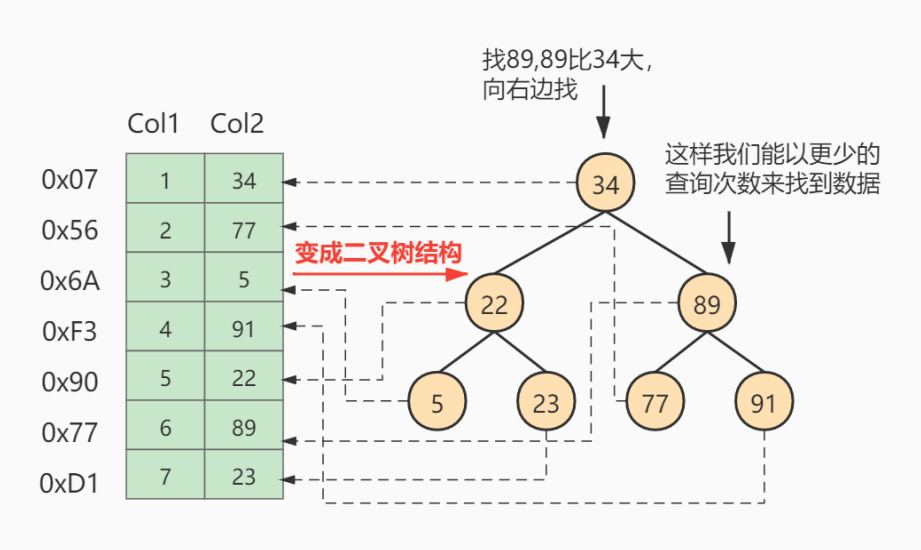 找89,89比34大，
向右边找
这样我们能以更少的
查询次数来找到数据
Col1 Col2
0x07 1 34
0x56 2 77
0x6A 3 5
0xF3 4 91
0x90 5 22
0x77 6 89
0xD1 7 23
变成二叉树结构
34
22 89
5 23 77 91